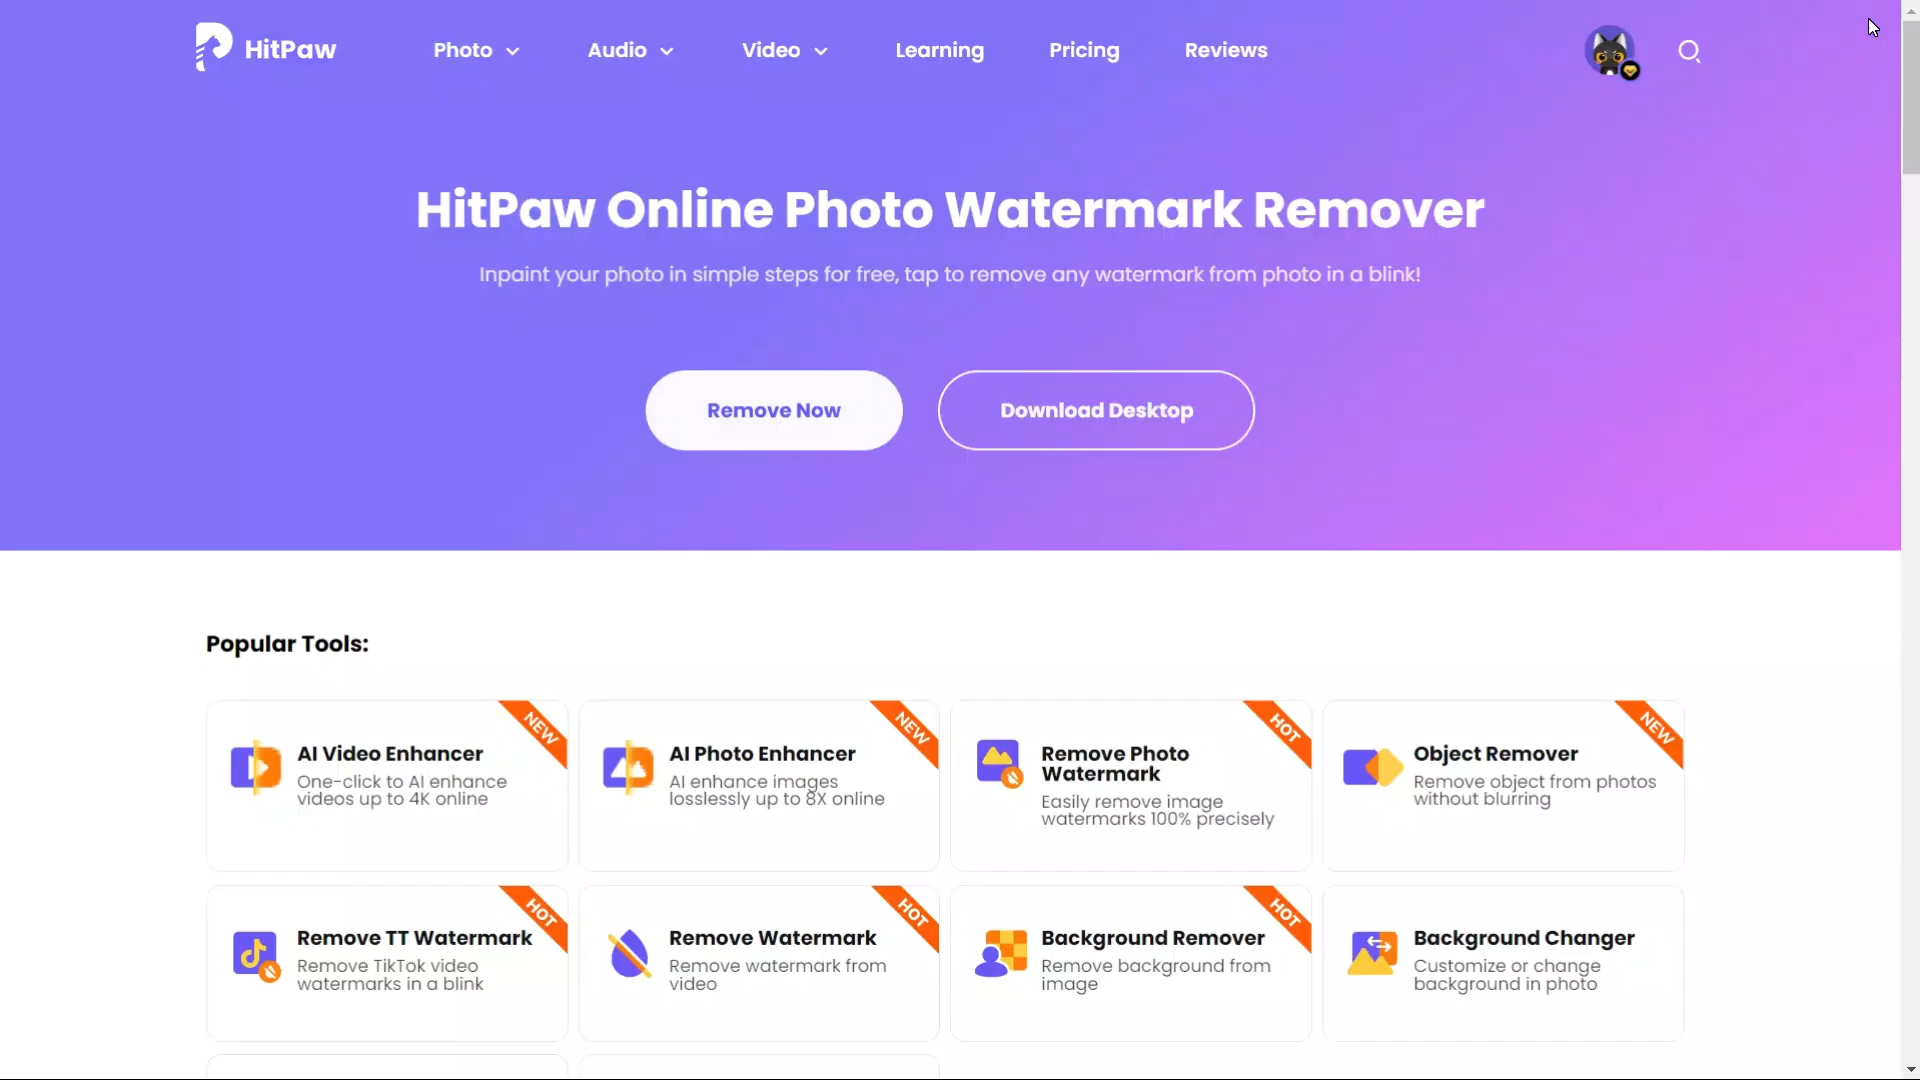 HitPaw Photo Audio Video Learning Pricing Reviews
HitPaw Online Photo Watermark Remover
Inpaint your photo in simple steps for free, tap to remove any watermark from photo in a blink!
Remove Now Download Desktop
Popular Tools:
NEW
AI Video Enhancer
One-click to AI enhance
videos up to 4K online
NEW
AI Photo Enhancer
AI enhance images
losslessly up to 8X online
HOT
Remove Photo
Watermark
Easily remove image
watermarks 100% precisely
NEW
Object Remover
Remove object from photos
without blurring
HOT
Remove TT Watermark
Remove TikTok video
watermarks in a blink
HOT
Remove Watermark
Remove watermark from
video
HOT
Background Remover
Remove background from
image
Background Changer
Customize or change
background in photo